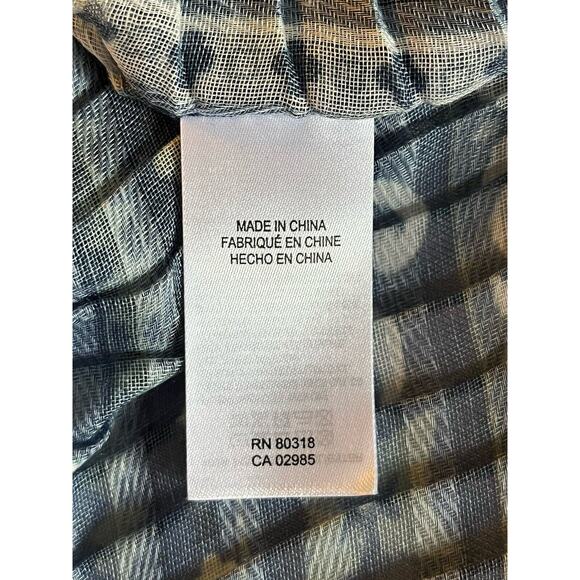 MADE IN CHINA
FABRIQUÉ EN CHINE
HECHO EN CHINA
RN 80318
CA 02985